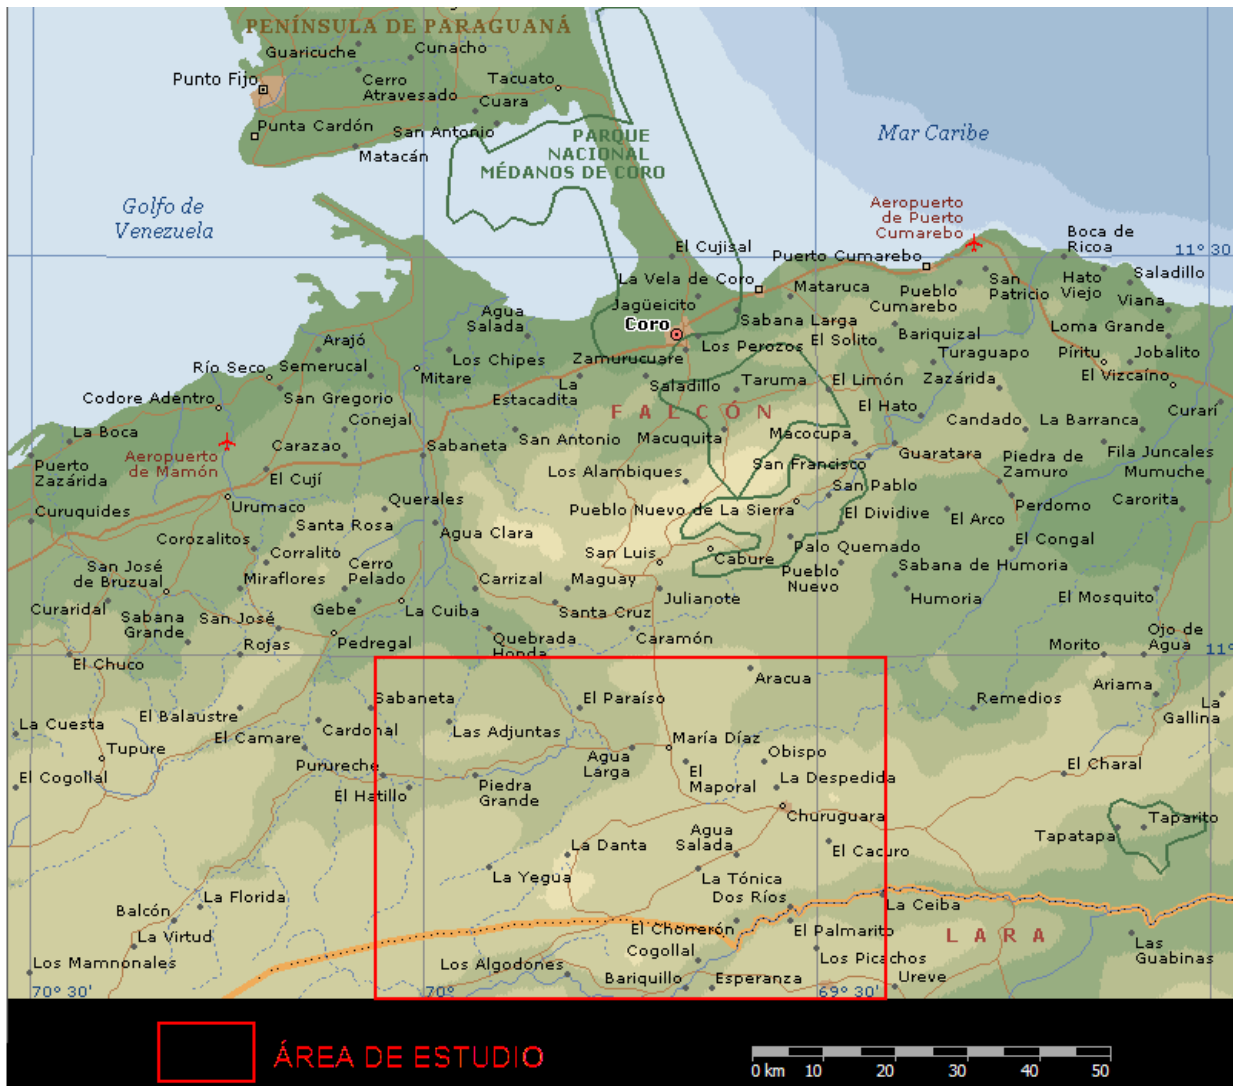 PENÍNSULA DE PARAGUANÁ
Guaricuche
Cunacho
Punto Fijo
Cerro
Atravesado
Tacuato
Cuara
Punta Cardón
San Antonio
Matacán
PARQUE
NACIONAL
MÉDANOS DE CORO
Mar Caribe
Golfo de
Venezuela
Aeropuerto
de Puerto
Cumarebo
El Cujisal
Puerto Cumarebo
Boca de
Ricoa
11° 30
La Vela de Coro
Jagüeicito
Mataruca
Pueblo
Cumarebo
San
Patricio
Hato
Viejo
Saladillo
Viana
Agua
Salada
Coro
Sabana Larga
Bariquizal
Loma Grande
Arajó
Los Chipes
Zamurucuare
Los Perozos
El Solito
Turaguapo
Píritu
Jobalito
Río Seco
Semerucal
Mitare
La
Estacadita
Saladillo
Taruma
El Limón
Zazárida
El Vizcaíno
Codore Adentro
San Gregorio
FALCÓN
El Hato
Candado
La Barranca
Curarí
La Boca
Conejal
Carazao
Sabaneta
San Antonio
Macuquita
Macocupa
Guaratara
Piedra de
Zamuro
Fila Juncales
Mumuche
Puerto
Zazárida
Aeropuerto
de Mamón
El Cují
Los Alambiques
San Francisco
San Pablo
Curuquides
Urumaco
Querales
Pueblo Nuevo de La Sierra
El Dividive
El Arco
Perdomo
Carorita
Santa Rosa
Agua Clara
Corozalitos
Corralito
San Luis
Cabure
Palo Quemado
El Congal
San José
de Bruzual
Miraflores
Cerro
Pelado
Carrizal
Maguay
Julianote
Pueblo
Nuevo
Sabana de Humoria
Curaridal
Sabana
Grande
San José
Gebe
La Cuiba
Santa Cruz
Humoria
El Mosquito
Rojas
Pedregal
Quebrada
Honda
Caramón
Morito
Ojo de
Agua
El Chuco
11°
Aracua
Sabaneta
El Paraíso
Remedios
Ariama
La
Gallina
La Cuesta
El Balaustre
Cardonal
Las Adjuntas
Tupure
El Camare
Agua
Larga
María Díaz
Obispo
El Cogollal
Purureche
El Hatillo
Piedra
Grande
El
Maporal
La Despedida
El Charal
Churuguara
Agua
Salada
Tapatapa
Taparito
La Danta
El Cacuro
La Yegua
La Tónica
La Florida
Dos Ríos
La Ceiba
Balcón
La Virtud
El Chorrerón
El Palmarito
LARA
Las
Guabinas
Cogollal
Los Picachos
Los Mamnonales
Los Algodones
Bariquillo
Esperanza
Ureve
70° 30'
70°
69° 30'
ÁREA DE ESTUDIO
0 km 10 20 30 40 50